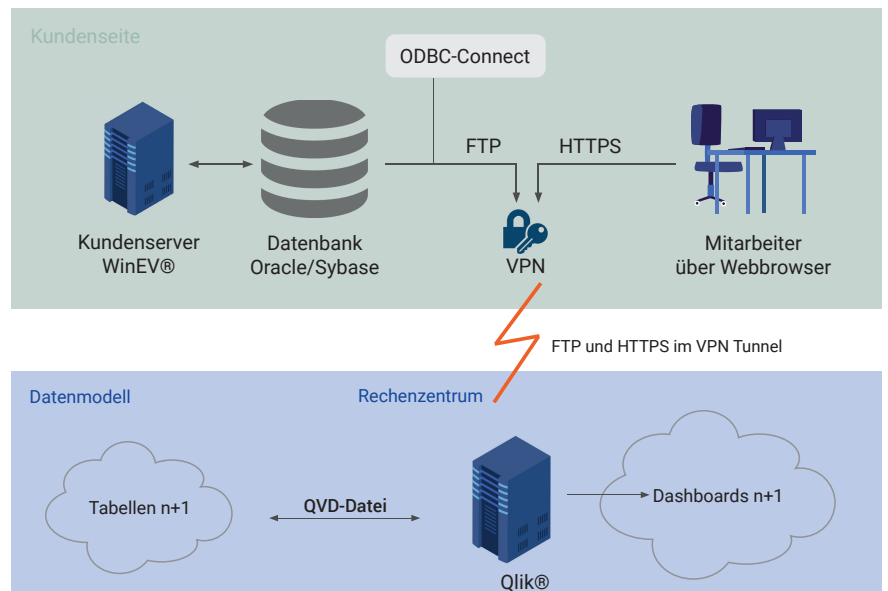 Kundenseite
ODBC-Connect
FTP
HTTPS
Kundenserver
WinEV®
Datenbank
Oracle/Sybase
VPN
Mitarbeiter
über Webbrowser
FTP und HTTPS im VPN Tunnel
Datenmodell
Rechenzentrum
Tabellen n+1
QVD-Datei
Dashboards n+1
Qlik®